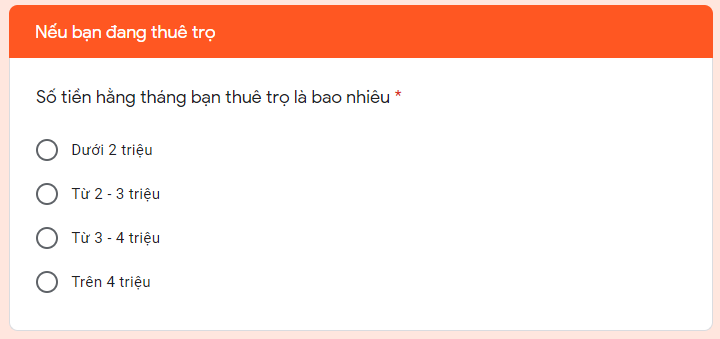 Nếu bạn đang thuê trọ
Số tiền hằng tháng bạn thuê trọ là bao nhiêu *
Dưới 2 triệu
Từ 2 - 3 triệu
Từ 3 - 4 triệu
Trên 4 triệu